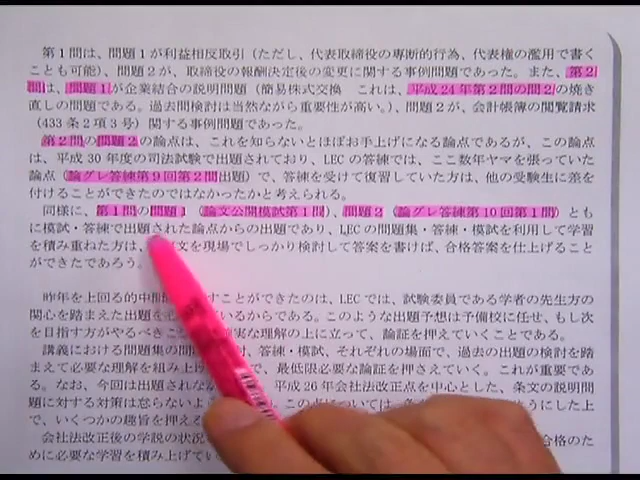 第1問は、問題1が利益相反取引（ただし、代表取締役の専断的行為、代表権の濫用で書く
ことも可能）、問題2が、取締役の報酬決定後の変更に関する事例問題であった。また、第2
問は、問題1が企業結合の説明問題（簡易株式交換　これは、平成24年第2問の問2の焼き
直しの問題である。過去問検討は当然ながら重要性が高い。）、問題2が、会計帳簿の閲覧請求
（433条2項3号）関する事例問題であった。
第2問の問題2の論点は、これを知らないとほぼお手上げになる論点であるが、この論点
は、平成30年度の司法試験で出題されており、LECの答練では、ここ数年ヤマを張っていた
論点（論グレ答練第9回第2問出題）で、答練を受けて復習していた方は、他の受験生に差を
付けることができたのではなかったかと考えられる。
同様に、第1問の問題1（論文公開模試第1問）、問題2（論グレ答練第10回第1問）とも
に模試・答練で出題された論点からの出題であり、LECの問題集・答練・模試を利用して学習
を積み重ねた方は、文を現場でしっかり検討して答案を書けば、合格答案を仕上げること
ができたであろう。
昨年を上回る的中問すことができたのは、LECでは、試験委員である学者の先生方の
関心を踏まえた出題をいるからである。このような出題予想は予備校に任せ、もし次
を目指す方がやるべきこと実な理解の上に立って、論証を押えていくことである。
講義における問題集の問討、答練・模試、それぞれの場面で、過去の出題の検討を踏
まえて必要な理解を組み上げで、最低限必要な論証を押さえていく。これが重要であ
る。なお、今回は出題されなか平成26年会社法改正点を中心とした、条文の説明問
題に対する対策は怠らないよこの点については、うにした上
で、いくつかの趣旨を押える
会社法改正後の学説の状況合格のた
めに必要な学習を積み上げてい